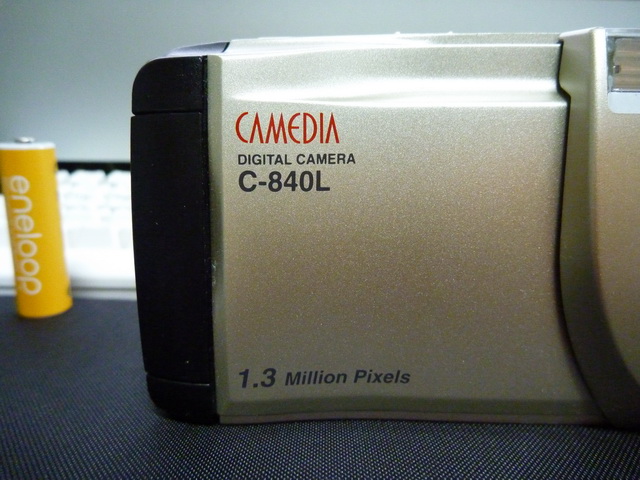 CAMEDIA
DIGITAL CAMERA
C-840L
1.3 Million Pixels
eneloop